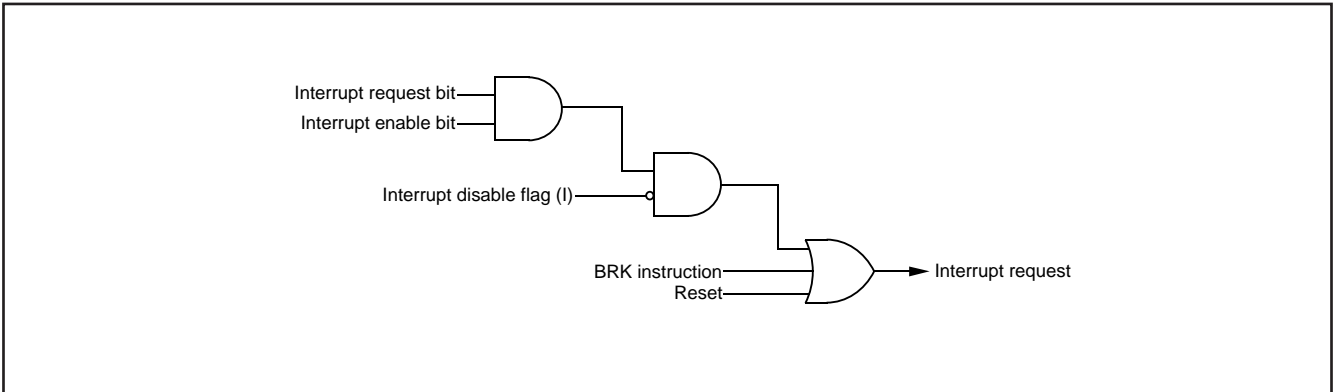 Interrupt request bit
Interrupt enable bit
Interrupt disable flag (I)
BRK instruction
Reset
Interrupt request